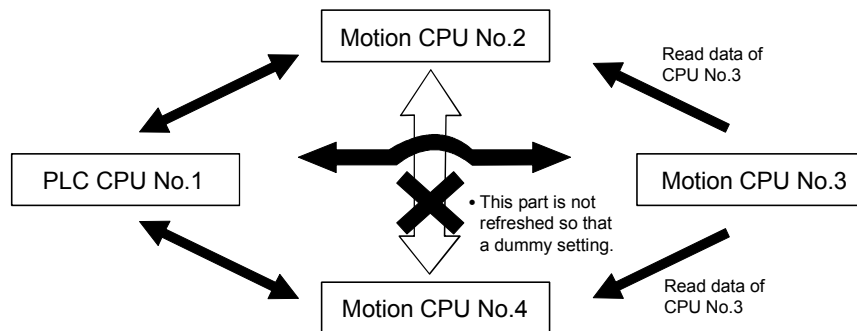 Motion CPU No.2
Read data of
CPU No.3
PLC CPU No.1
Motion CPU No.3
• This part is not
refreshed so that
a dummy setting.
Motion CPU No.4
Read data of
CPU No.3